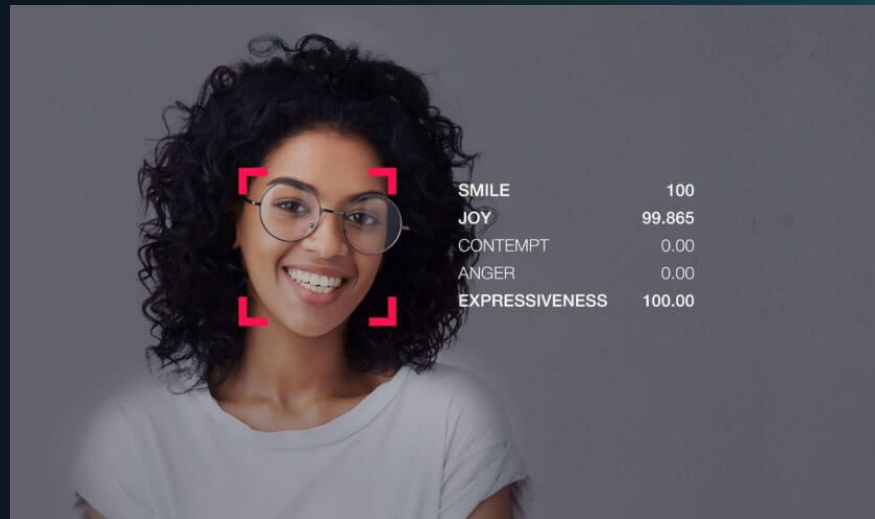 SMILE 100
JOY 99.865
CONTEMPT 0.00
ANGER 0.00
EXPRESSIVENESS 100.00